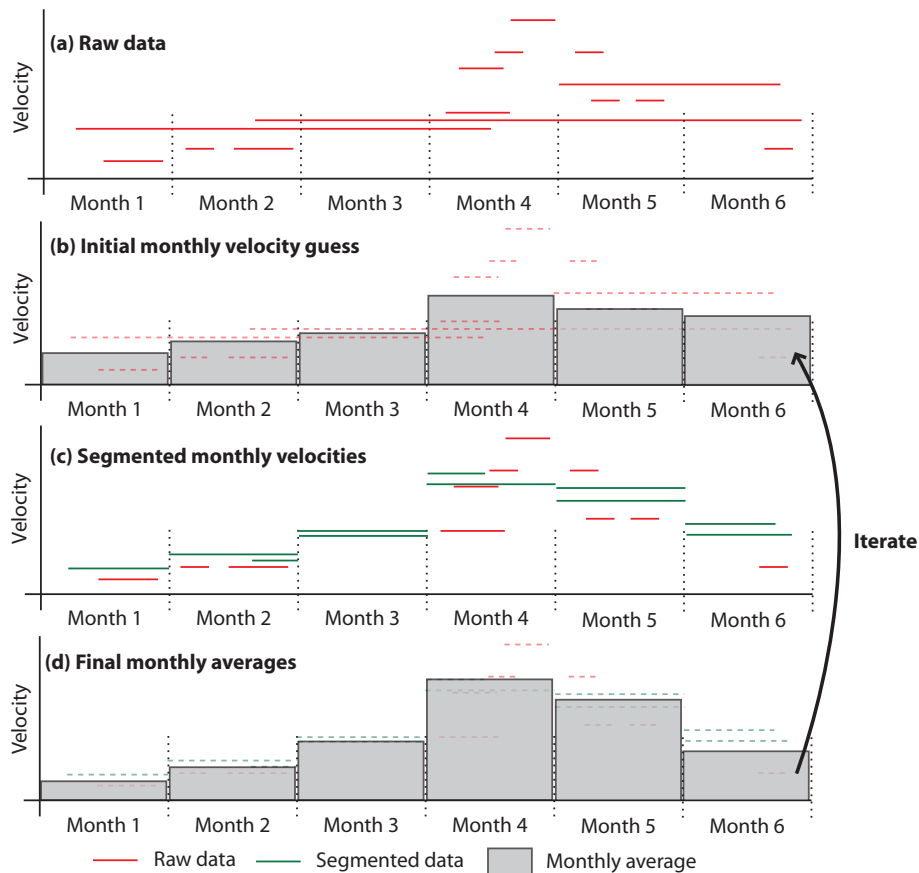 (a) Raw data
Velocity
Month 1 Month 2 Month 3 Month 4 Month 5 Month 6
(b) Initial monthly velocity guess
Velocity
Month 1 Month 2 Month 3 Month 4 Month 5 Month 6
(c) Segmented monthly velocities
Velocity
Iterate
Month 1 Month 2 Month 3 Month 4 Month 5 Month 6
(d) Final monthly averages
Velocity
Month 1 Month 2 Month 3 Month 4 Month 5 Month 6
Raw data Segmented data Monthly average